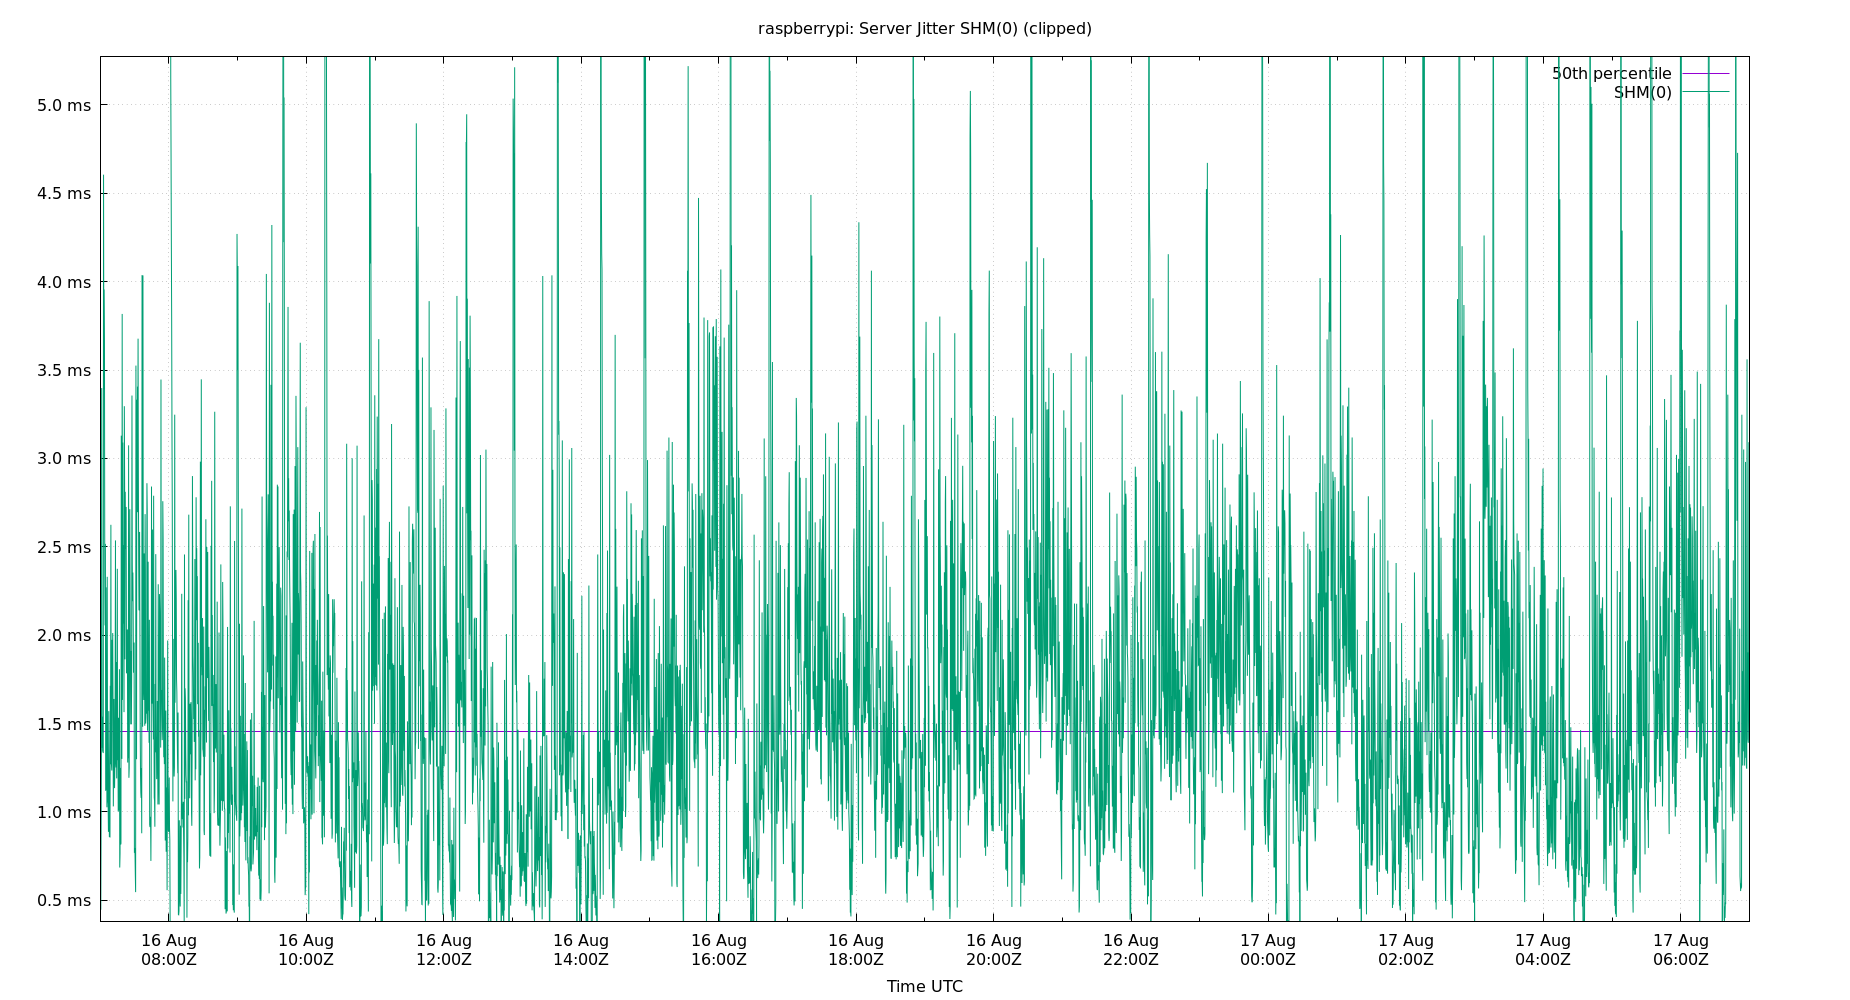 raspberrypi: Server Jitter SHM(0) (clipped)
50th percentile
SHM(0)
5.0 ms
4.5 ms
4.0 ms
3.5 ms
3.0 ms
2.5 ms
2.0 ms
1.5 ms
1.0 ms
0.5 ms
16 Aug 16 Aug 16 Aug 16 Aug 16 Aug 16 Aug 16 Aug 16 Aug 17 Aug 17 Aug 17 Aug 17 Aug
08:00Z 10:00Z 12:00Z 14:00Z 16:00Z 18:00Z 20:00Z 22:00Z 00:00Z 02:00Z 04:00Z 06:00Z
Time UTC